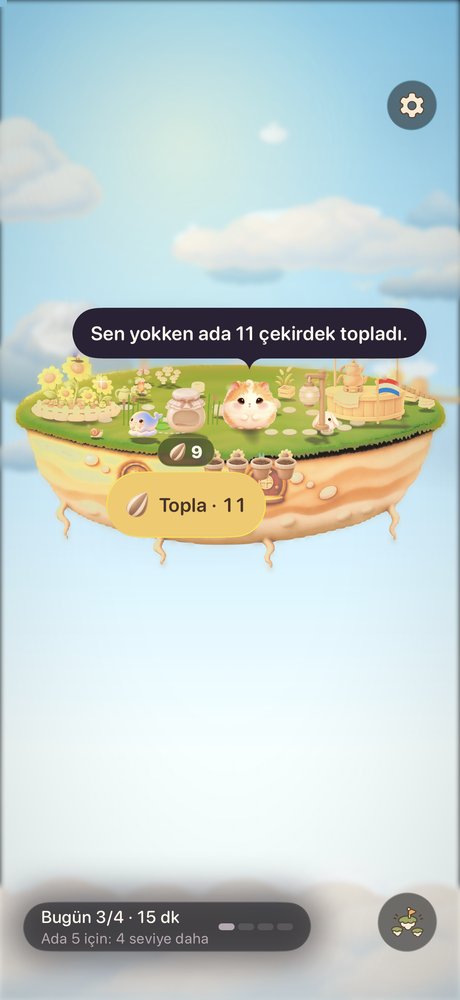 Sen yokken ada 11 çekirdek topladı.
9
Topla · 11
Bugün 3/4 · 15 dk
Ada 5 için: 4 seviye daha